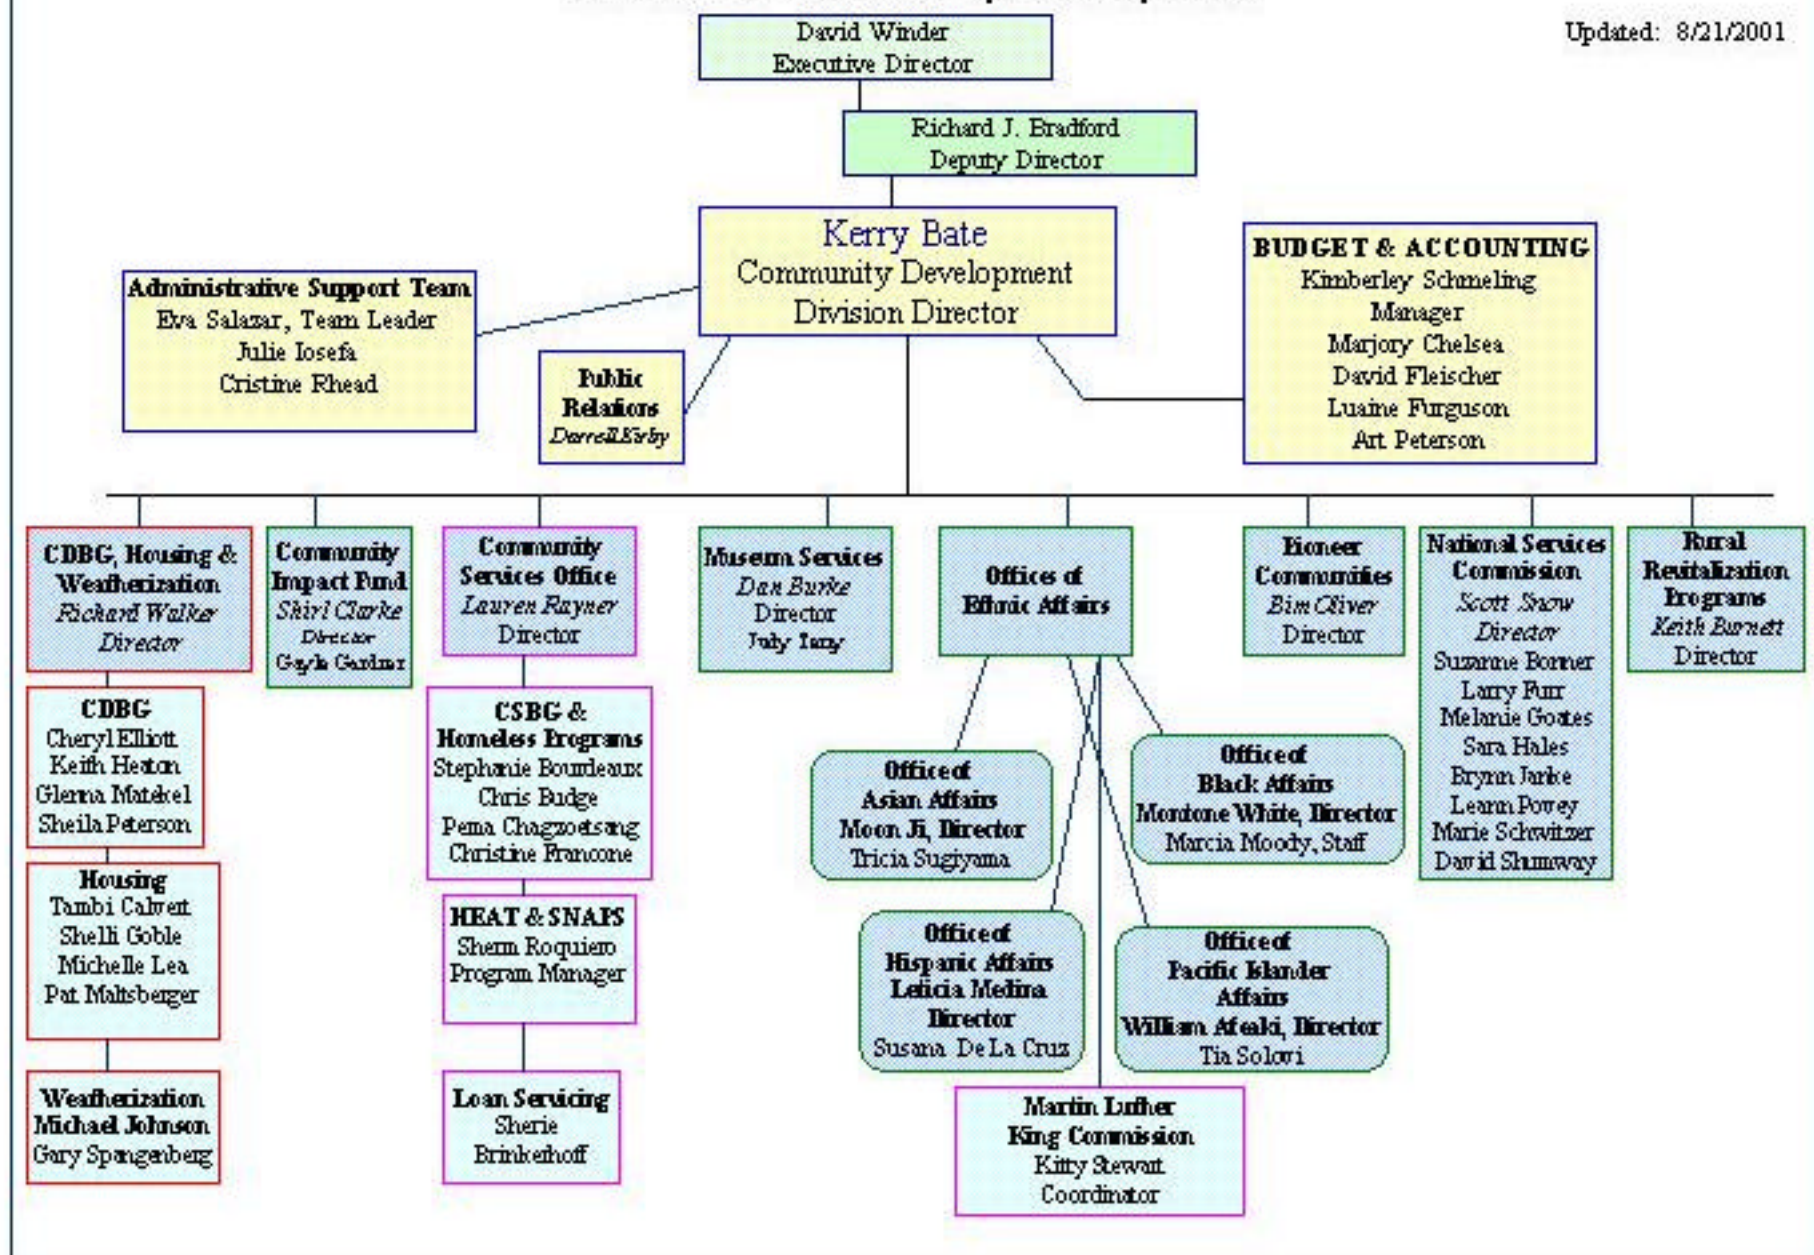 David Winder
Executive Director
Updated: 8/21/2001
Richard J. Bradford
Deputy Director
Kerry Bate
Community Development
Division Director
BUDGET & ACCOUNTING
Kimberley Schmeling
Manager
Marjory Chelsea
David Fleischer
Luaine Furguson
Art Peterson
Administrative Support Team
Eva Salazar, Team Leader
Julie Iosefa
Cristine Rhead
Public
Relations
Darrell Kirby
CDBG, Housing &
Weatherization
Richard Walker
Director
Community
Impact Fund
Shirl Clarke
Director
Gayle Gardner
Community
Services Office
Lauren Rayner
Director
Museum Services
Dan Burke
Director
Judy
Offices of
Ethnic Affairs
Pioneer
Communities
Bim Oliver
Director
National Services
Commission
Scott Snow
Director
Suzanne Bonner
Larry Furr
Melanie Goates
Sara Hales
Brynn Janke
Leann Povey
Marie Schwitzer
David Shumway
Rural
Revitalization
Programs
Keith Burnett
Director
CDBG
Cheryl Elliott
Keith Heaton
Glenna Matekel
Sheila Peterson
Housing
Tambi Calvert
Shelli Goble
Michelle Lea
Pat Maltsberger
Weatherization
Michael Johnson
Gary Spangenberg
CSBG &
Homeless Programs
Stephanie Bourdeaux
Chris Budge
Pema Chagzoetsang
Christine Francone
HEAT & SNAPS
Sherm Roquiero
Program Manager
Loan Servicing
Sherie
Brinkerhoff
Office of
Asian Affairs
Moon Ji, Director
Tricia Sugiyama
Office of
Black Affairs
Montone White, Director
Marcia Moody, Staff
Office of
Hispanic Affairs
Leticia Medina
Director
Susana De La Cruz
Office of
Pacific Islander
Affairs
William Afeaki, Director
Tia Solovi
Martin Luther
King Commission
Kitty Stewart
Coordinator